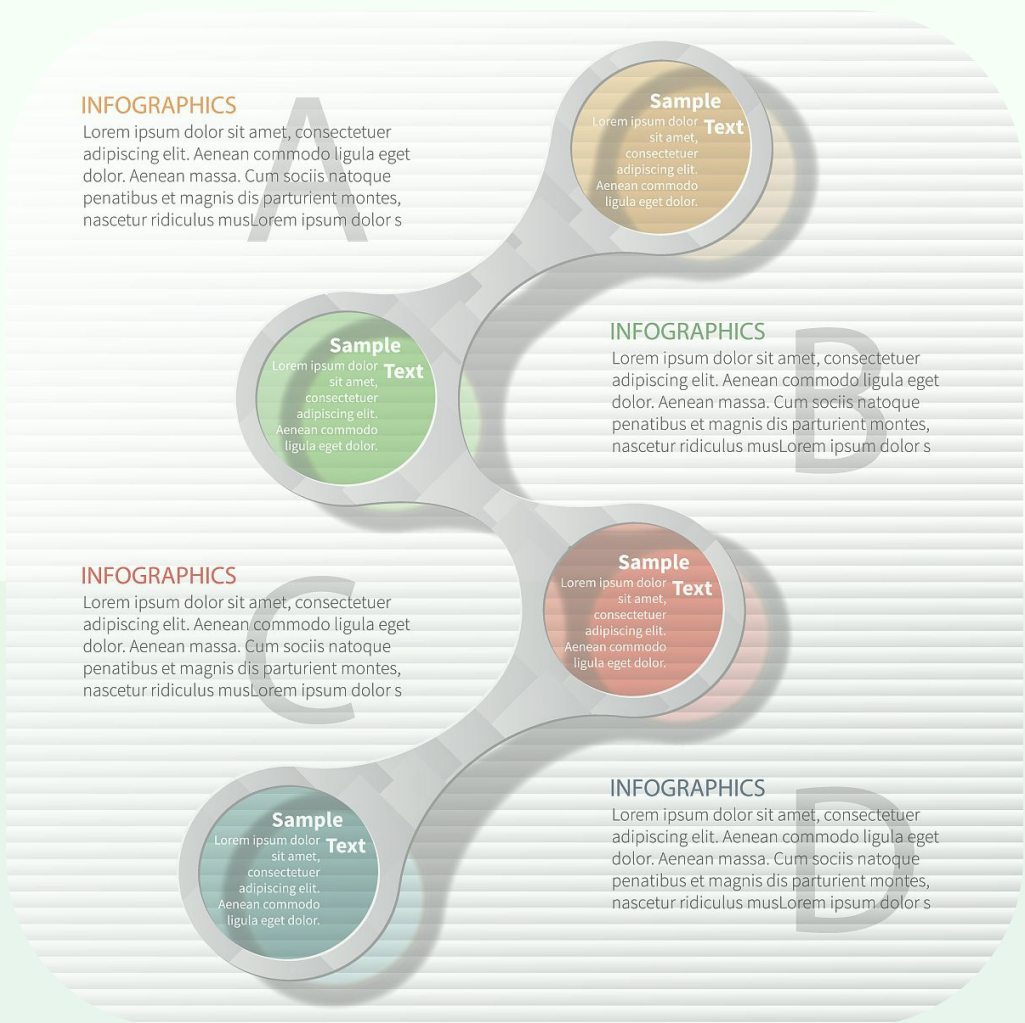 INFOGRAPHICS
A
Lorem ipsum dolor sit amet, consectetuer
adipiscing elit. Aenean commodo ligula eget
dolor. Aenean massa. Cum sociis natoque
penatibus et magnis dis parturient montes,
nascetur ridiculus musLorem ipsum dolor s
Sample
Text
Lorem ipsum dolor
sit amet,
consectetuer
adipiscing elit.
Aenean commodo
ligula eget dolor.
Sample
Text
Lorem ipsum dolor
sit amet,
consectetuer
adipiscing elit.
Aenean commodo
ligula eget dolor.
INFOGRAPHICS
B
Lorem ipsum dolor sit amet, consectetuer
adipiscing elit. Aenean commodo ligula eget
dolor. Aenean massa. Cum sociis natoque
penatibus et magnis dis parturient montes,
nascetur ridiculus musLorem ipsum dolor s
INFOGRAPHICS
C
Lorem ipsum dolor sit amet, consectetuer
adipiscing elit. Aenean commodo ligula eget
dolor. Aenean massa. Cum sociis natoque
penatibus et magnis dis parturient montes,
nascetur ridiculus musLorem ipsum dolor s
Sample
Text
Lorem ipsum dolor
sit amet,
consectetuer
adipiscing elit.
Aenean commodo
ligula eget dolor.
Sample
Text
Lorem ipsum dolor
sit amet,
consectetuer
adipiscing elit.
Aenean commodo
ligula eget dolor.
INFOGRAPHICS
D
Lorem ipsum dolor sit amet, consectetuer
adipiscing elit. Aenean commodo ligula eget
dolor. Aenean massa. Cum sociis natoque
penatibus et magnis dis parturient montes,
nascetur ridiculus musLorem ipsum dolor s